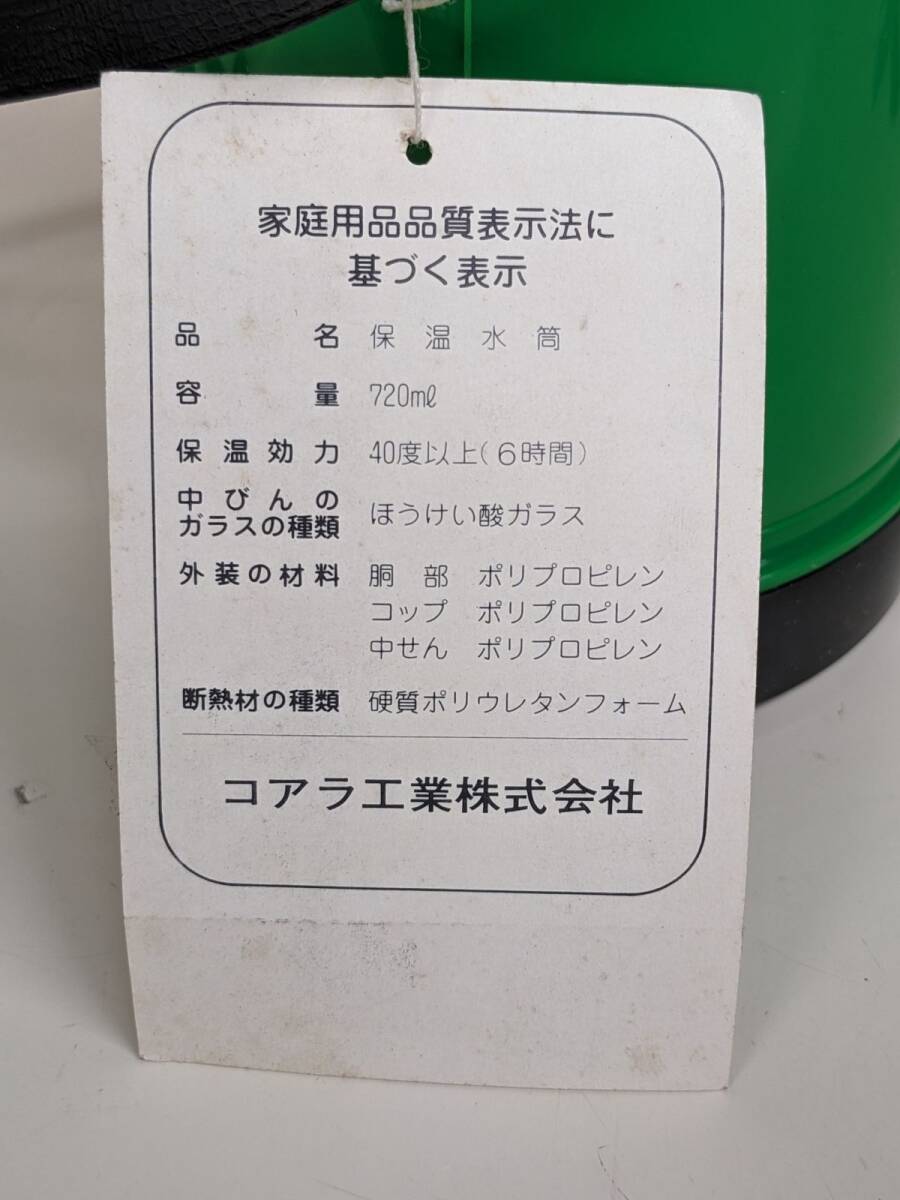 家庭用品品質表示法に
基づく表示
品名 保温水筒
容量 720mℓ
保温効力 40度以上(6時間)
中びんの
ガラスの種類 ほうけい酸ガラス
外装の材料 胴部 ポリプロピレン
コップ ポリプロピレン
中せん ポリプロピレン
断熱材の種類 硬質ポリウレタンフォーム
コアラ工業株式会社